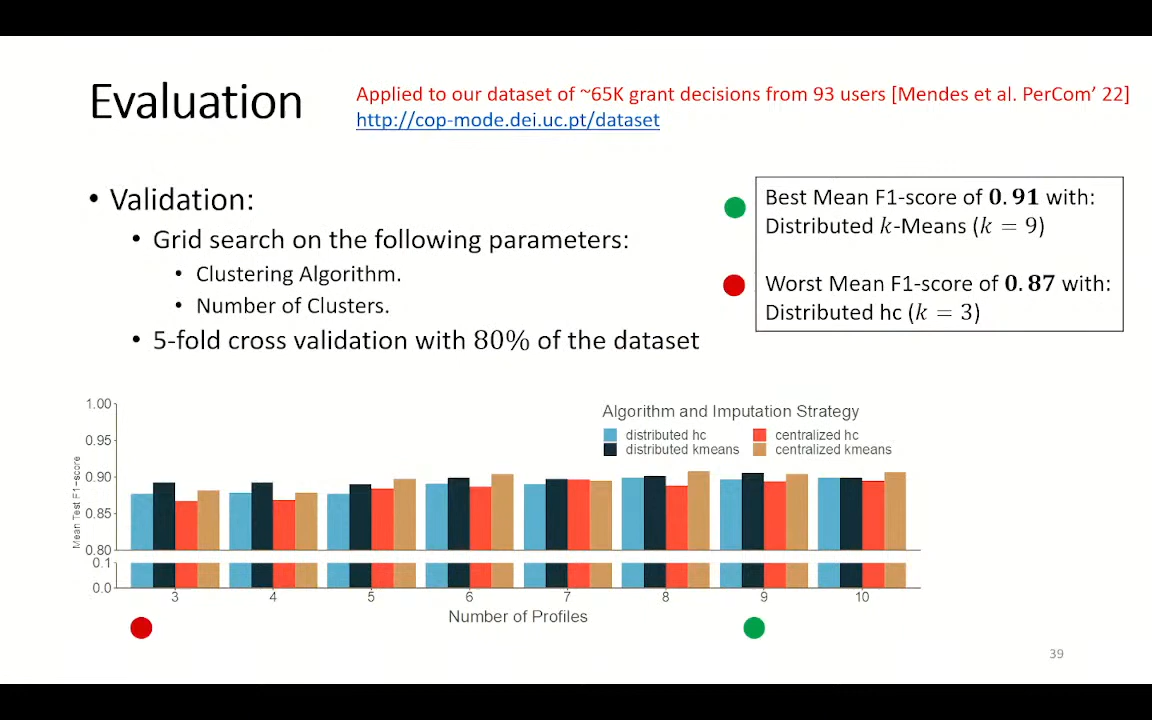 Evaluation
Applied to our dataset of ~65K grant decisions from 93 users [Mendes et al. PerCom’ 22]
http://cop-mode.dei.uc.pt/dataset
• Validation:
• Grid search on the following parameters:
• Clustering Algorithm.
• Number of Clusters.
• 5-fold cross validation with 80% of the dataset
Best Mean F1-score of 0.91 with:
Distributed k-Means (k = 9)
Worst Mean F1-score of 0.87 with:
Distributed hc (k = 3)
Algorithm and Imputation Strategy
distributed hc
centralized hc
distributed kmeans
centralized kmeans
Mean Test F1−score
1.00
0.95
0.90
0.85
0.80
0.1
0.0
3 4 5 6 7 8 9 10
Number of Profiles
39